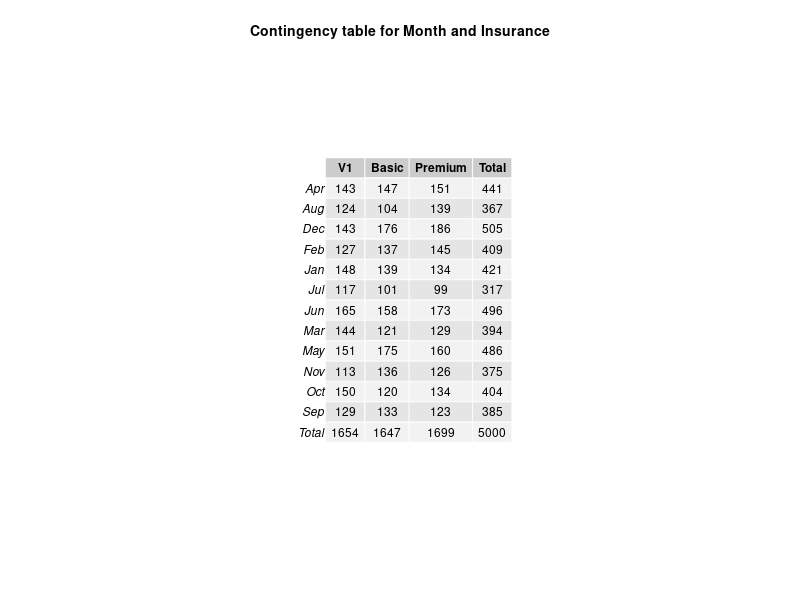 Contingency table for Month and Insurance
V1 Basic Premium Total
Apr 143 147 151 441
Aug 124 104 139 367
Dec 143 176 186 505
Feb 127 137 145 409
Jan 148 139 134 421
Jul 117 101 99 317
Jun 165 158 173 496
Mar 144 121 129 394
May 151 175 160 486
Nov 113 136 126 375
Oct 150 120 134 404
Sep 129 133 123 385
Total 1654 1647 1699 5000